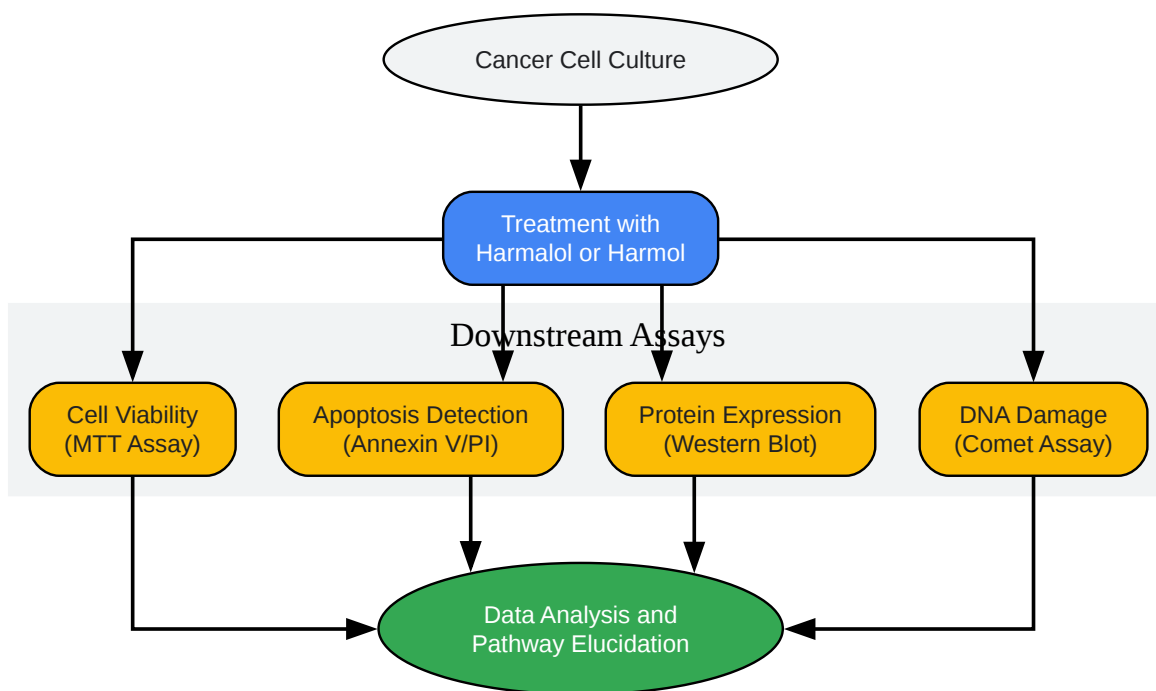 Cancer Cell Culture
Treatment with
Harmalol or Harmol
Downstream Assays
Cell Viability
(MTT Assay)
Apoptosis Detection
(Annexin V/PI)
Protein Expression
(Western Blot)
DNA Damage
(Comet Assay)
Data Analysis and
Pathway Elucidation